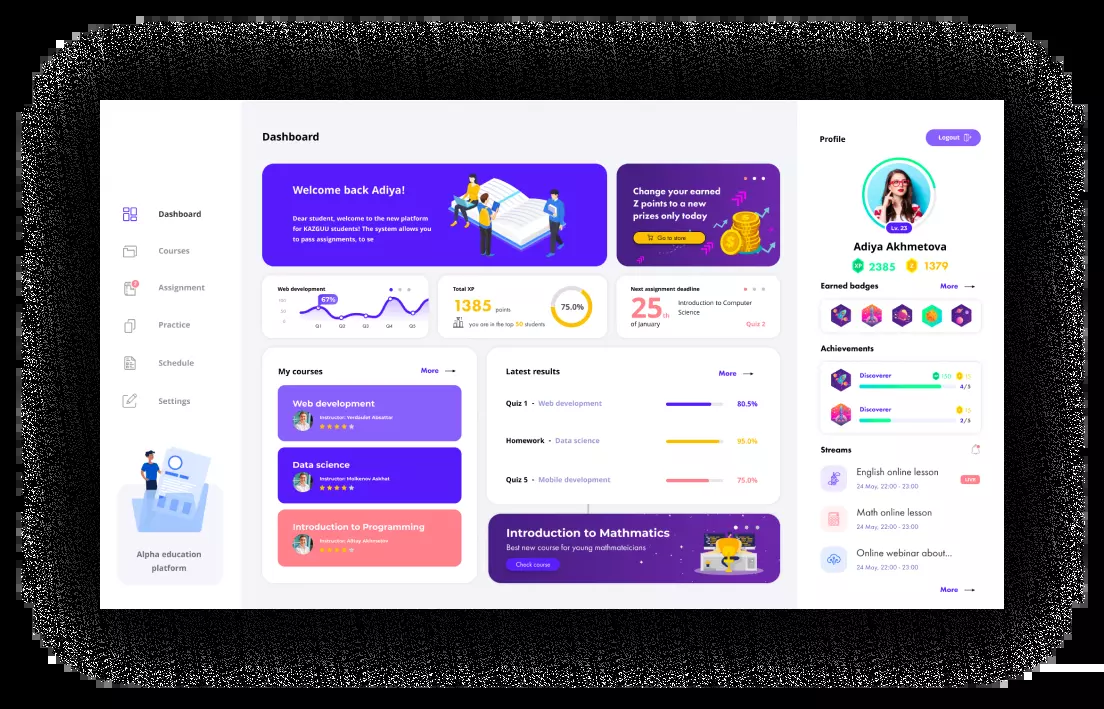 Dashboard
Courses
Assignment
Practice
Schedule
Settings
Alpha education
platform
Dashboard
Welcome back Adiya!
Dear student, welcome to the new platform
for KAZGUU students! The system allows you
to pass assignments, to se
Change your earned
Z points to a new
prizes only today
Go to store
Web development
67%
Q1 Q2 Q3 Q4 Q5
Total XP
1385 points
you are in the top 50 students
75.0%
Next assignment deadline
25th
of January
Introduction to Computer
Science
Quiz 2
My courses
More
Web development
Instructor:
Data science
Instructor: Malkenov Askhat
Introduction to Programming
Instructor:
Latest results
More
Quiz 1 - Web development 80.5%
Homework - Data science 95.0%
Quiz 5 - Mobile development 75.0%
Introduction to Mathmatics
Best new course for young mathmateicians
Check course
Profile
Logout
Lv. 23
Adiya Akhmetova
XP 2385 1379
Earned badges
More
Achievements
Discoverer 150 15
4/5
Discoverer 15
2/5
Streams
English online lesson
24 May, 22:00 - 23:00
LIVE
Math online lesson
24 May, 22:00 - 23:00
Online webinar about...
24 May, 22:00 - 23:00
More